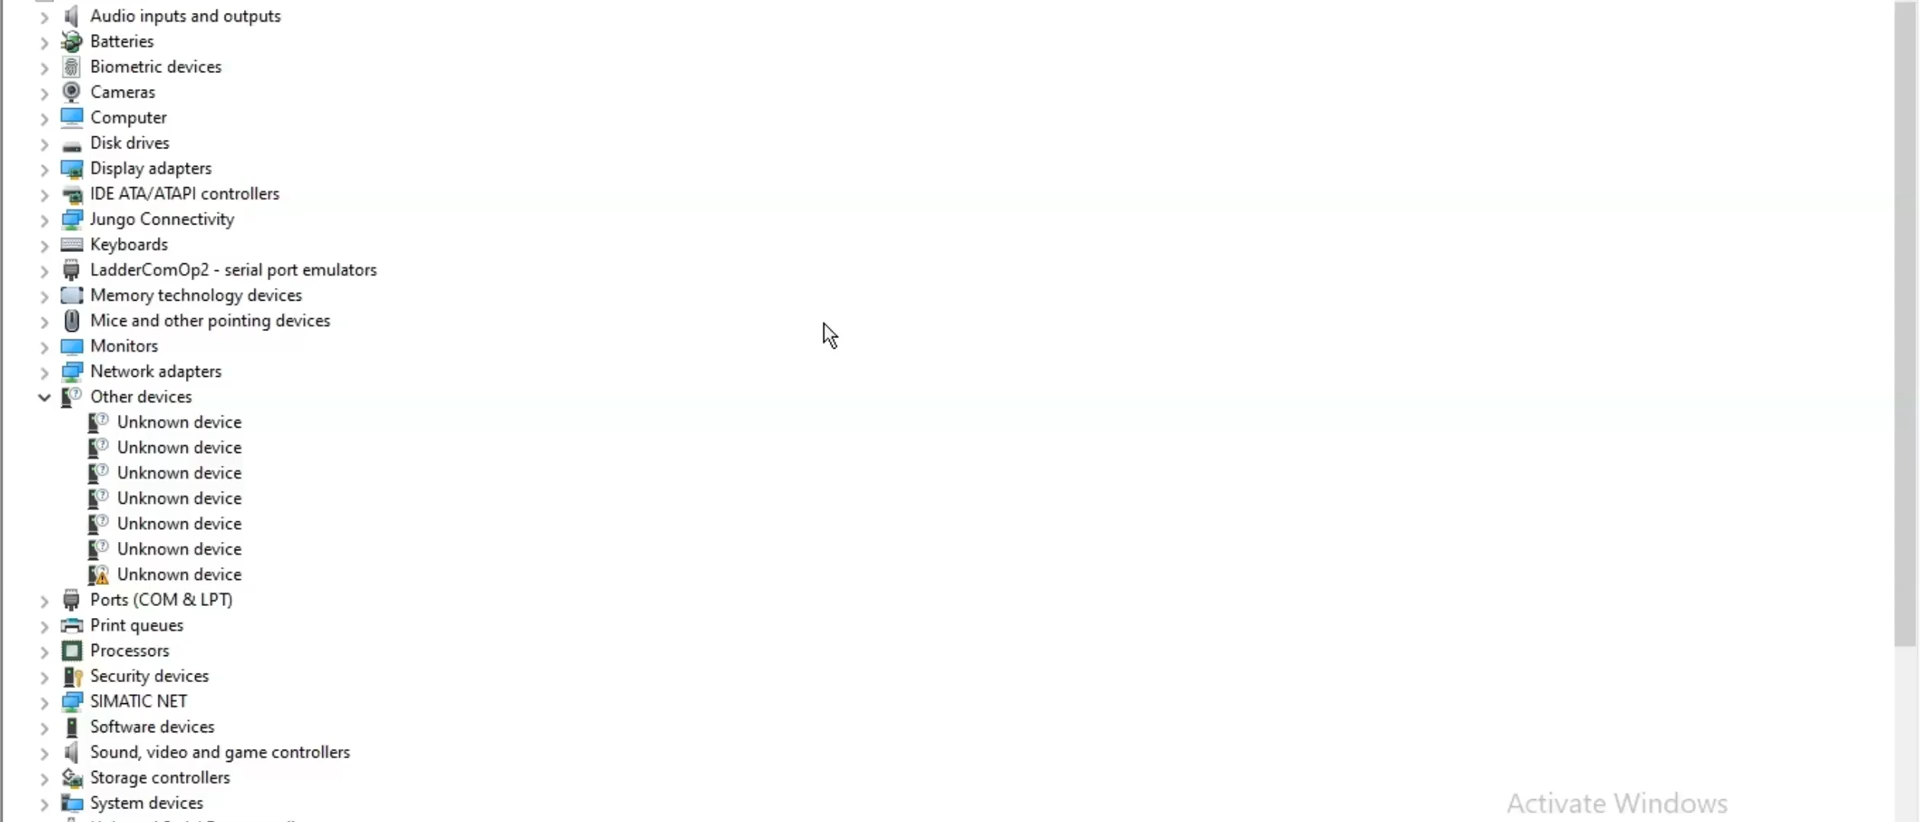 Audio inputs and outputs
Batteries
Biometric devices
Cameras
Computer
Disk drives
Display adapters
IDE ATA/ATAPI controllers
Jungo Connectivity
Keyboards
LadderComOp2 - serial port emulators
Memory technology devices
Mice and other pointing devices
Monitors
Network adapters
Other devices
Unknown device
Unknown device
Unknown device
Unknown device
Unknown device
Unknown device
Unknown device
Ports (COM & LPT)
Print queues
Processors
Security devices
SIMATIC NET
Software devices
Sound, video and game controllers
Storage controllers
System devices
Activate Windows